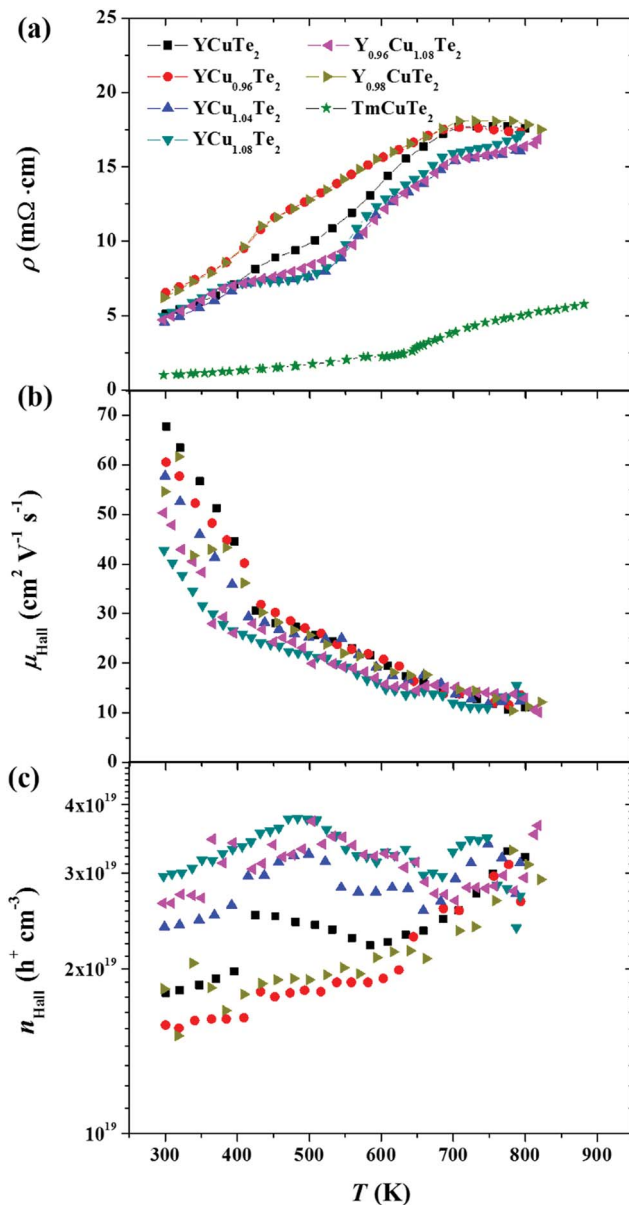 (a)
25
20
15
10
5
0
ρ (mΩ·cm)
YCuTe₂
YCu₀.₉₆Te₂
YCu₁.₀₄Te₂
YCu₁.₀₈Te₂
Y₀.₉₆Cu₁.₀₈Te₂
Y₀.₉₈CuTe₂
TmCuTe₂
(b)
70
60
50
40
30
20
10
0
μHall (cm² V⁻¹ s⁻¹)
(c)
4x10¹⁹
3x10¹⁹
2x10¹⁹
10¹⁹
nHall (h⁺ cm⁻³)
300 400 500 600 700 800 900
T (K)